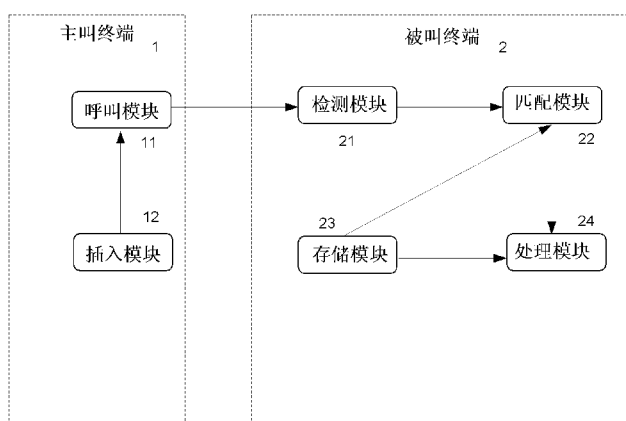 主叫终端 1
被叫终端 2
呼叫模块
11
检测模块
21
匹配模块
22
12
插入模块
23
存储模块
24
处理模块